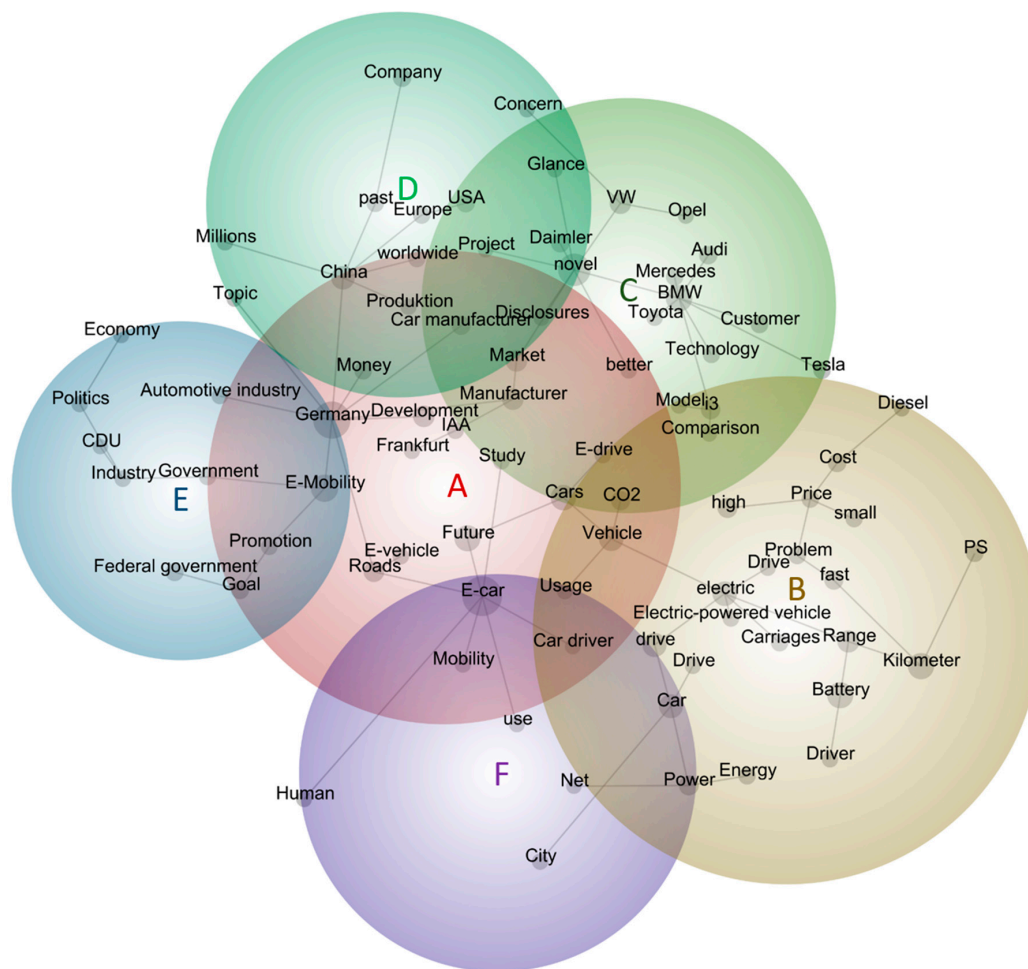 Company
Concern
Glance
D
past
USA
Europe
VW
Opel
Millions
worldwide
Project
Daimler
novel
Audi
China
Mercedes
Topic
Produktion
C
BMW
Car manufacturer
Disclosures
Toyota
Customer
Economy
Money
Market
Technology
better
Tesla
Politics
Automotive industry
Germany
Development
Manufacturer
Model
i3
Diesel
IAA
Comparison
CDU
Frankfurt
Study
E-drive
Cost
Industry
Government
E-Mobility
A
Cars
CO2
high
Price
small
E
Future
Vehicle
Promotion
E-vehicle
Problem
PS
Federal government
Roads
Drive
fast
Goal
E-car
Usage
electric
B
Electric-powered vehicle
Car driver
drive
Carriages
Range
Mobility
Drive
Kilometer
Car
Battery
use
Driver
F
Net
Power
Energy
Human
City